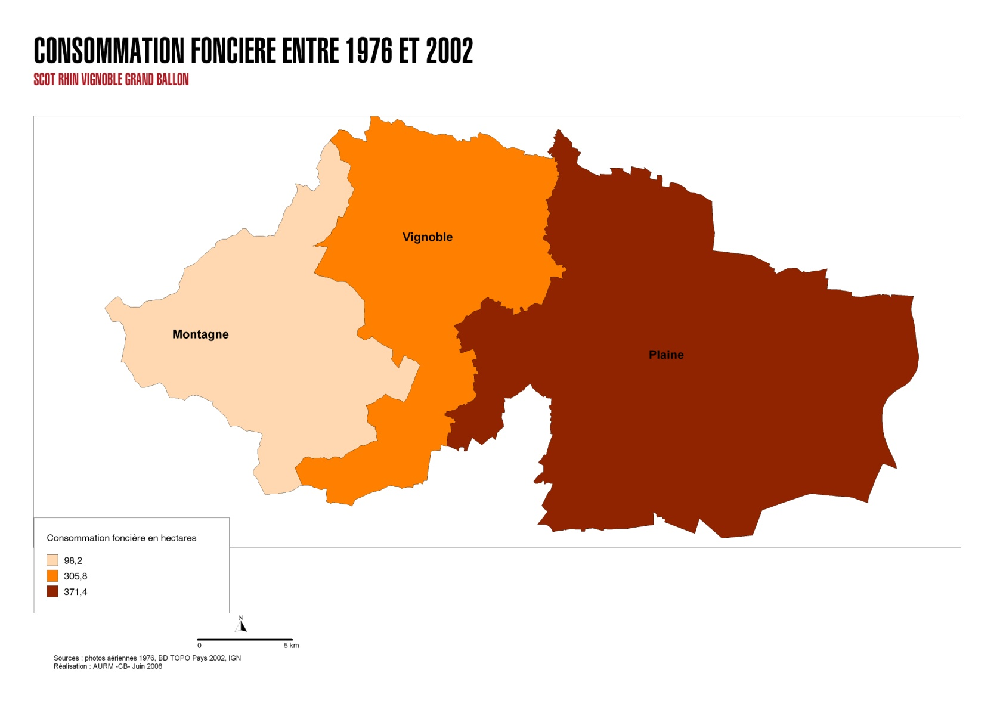 CONSOMMATION FONCIERE ENTRE 1976 ET 2002
SCOT RHIN VIGNOBLE GRAND BALLON
Vignoble
Montagne
Plaine
Consommation foncière en hectares
98,2
305,8
371,4
N
0 5 km
Sources : photos aériennes 1976, BD TOPO Pays 2002, IGN
Réalisation : AURM -CB- Juin 2008